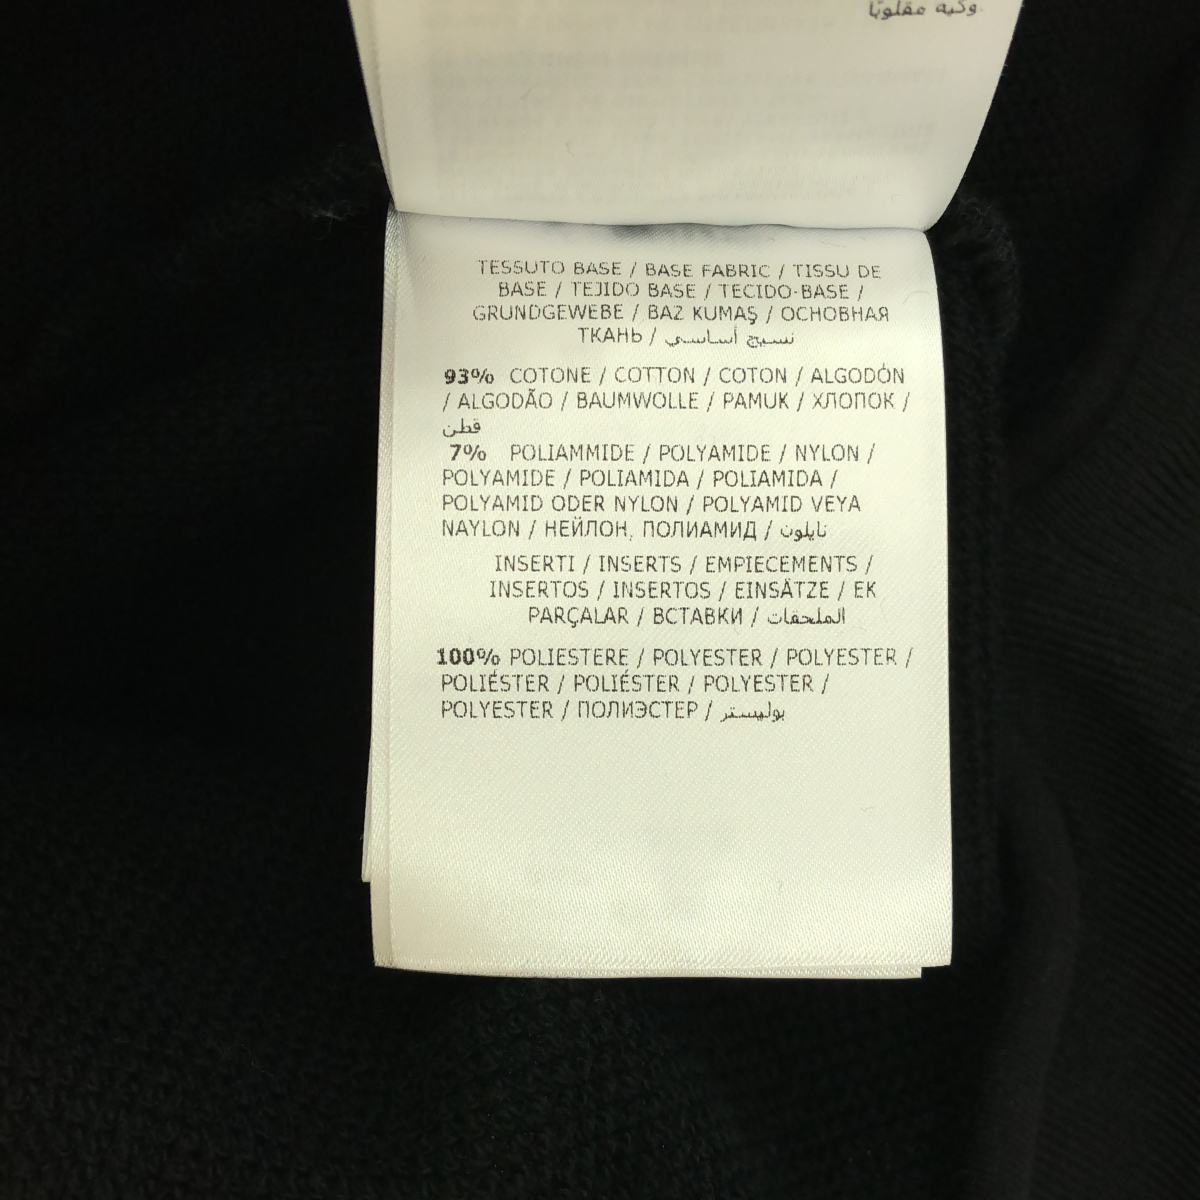 وكيه مقلوبًا.
TESSUTO BASE / BASE FABRIC / TISSU DE
BASE / TEJIDO BASE / TECIDO-BASE /
GRUNDGEWEBE / BAZ KUMAŞ / ОСНОВНАЯ
ТКАНЬ / نسيج أساسي
93% COTONE / COTTON / COTON / ALGODÓN
/ ALGODÃO / BAUMWOLLE / PAMUK / ХЛОПОК /
قطن
7% POLIAMMIDE / POLYAMIDE / NYLON /
POLYAMIDE / POLIAMIDA / POLIAMIDA /
POLYAMID ODER NYLON / POLYAMID VEYA
NAYLON / НЕЙЛОН, ПОЛИАМИД / نايلون
INSERTI / INSERTS / EMPIECEMENTS /
INSERTOS / INSERTOS / EINSÄTZE / EK
PARÇALAR / ВСТАВКИ / الملحقات
100% POLIESTERE / POLYESTER / POLYESTER /
POLIÉSTER / POLIÉSTER / POLYESTER /
POLYESTER / ПОЛИЭСТЕР / بوليستر